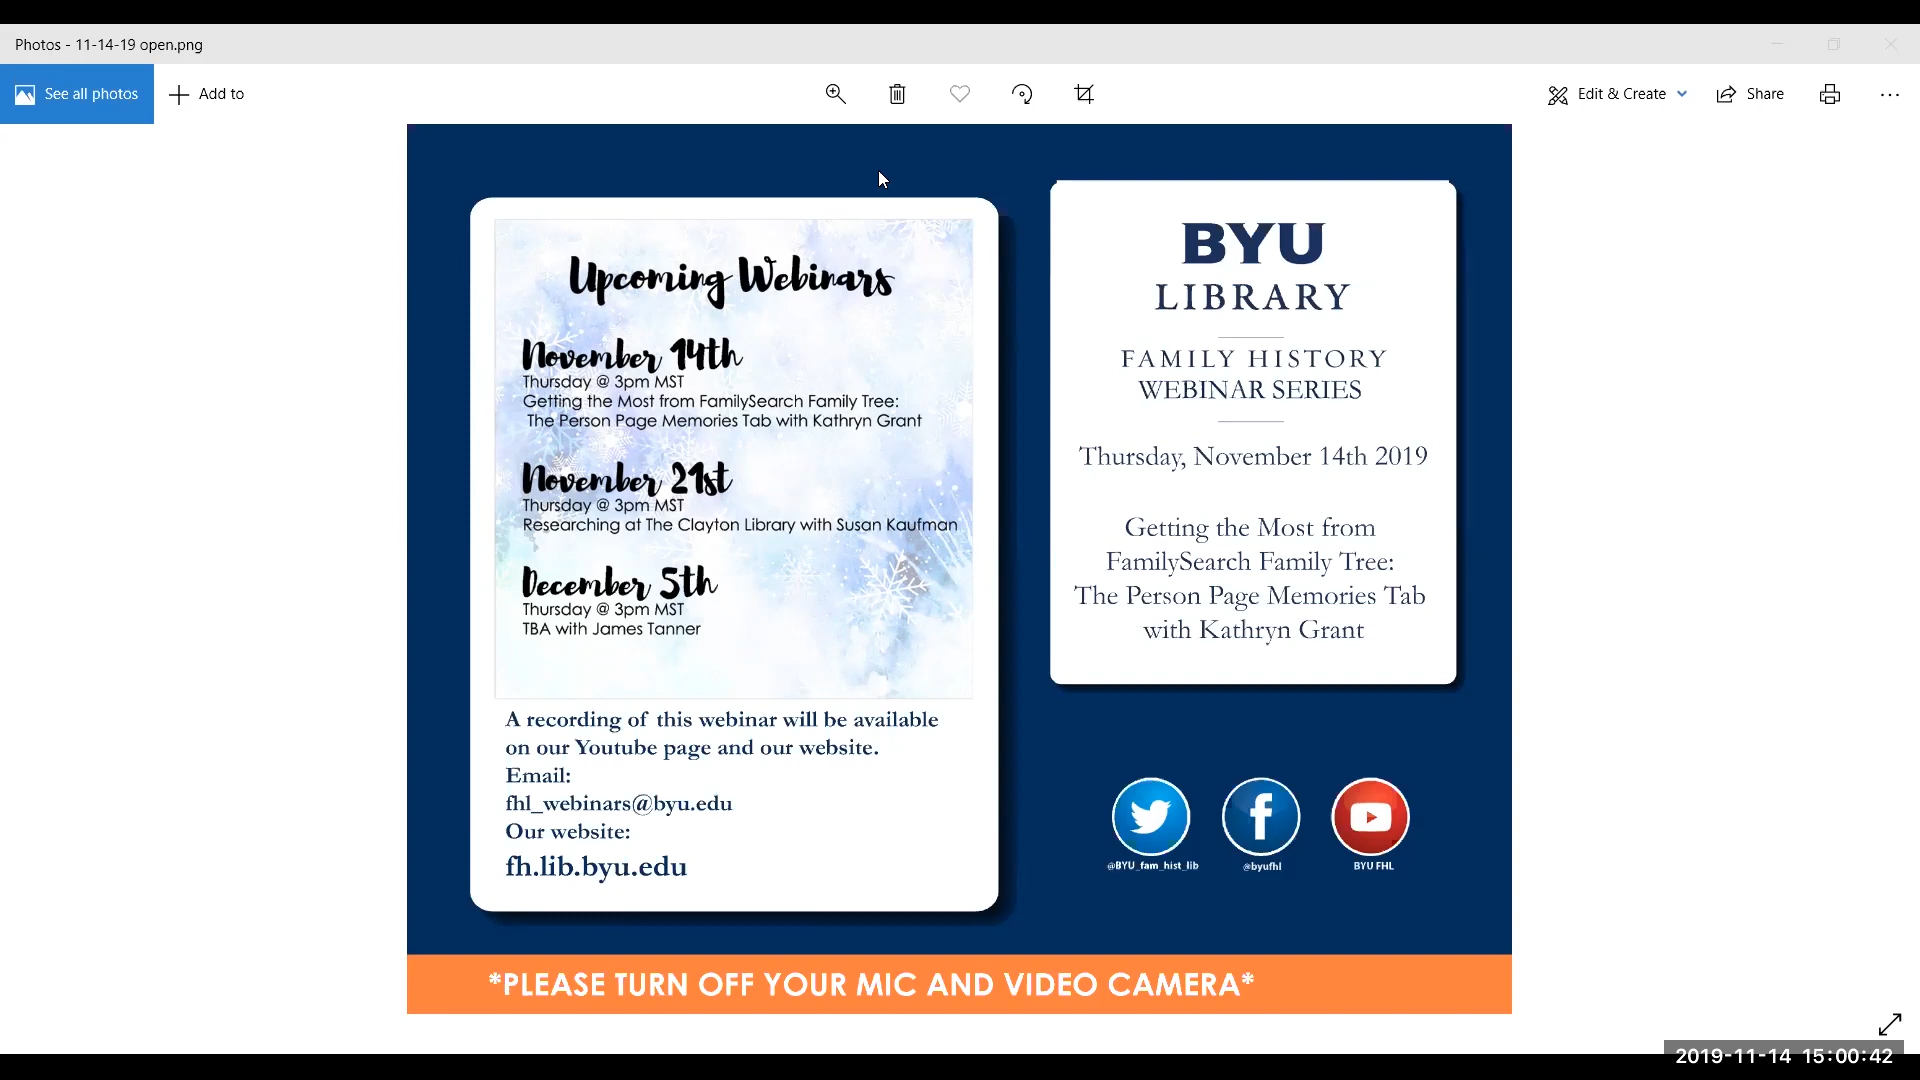 Photos - 11-14-19 open.png
See all photos
Add to
Edit & Create
Share
Upcoming Webinars
November 14th
Thursday @ 3pm MST
Getting the Most from FamilySearch Family Tree:
The Person Page Memories Tab with Kathryn Grant
November 21st
Thursday @ 3pm MST
Researching at The Clayton Library with Susan Kaufman
December 5th
Thursday @ 3pm MST
TBA with James Tanner
A recording of this webinar will be available
on our Youtube page and our website.
Email:
fhl_webinars@byu.edu
Our website:
fh.lib.byu.edu
BYU
LIBRARY
FAMILY HISTORY
WEBINAR SERIES
Thursday, November 14th 2019
Getting the Most from
FamilySearch Family Tree:
The Person Page Memories Tab
with Kathryn Grant
@BYU_fam_hist_lib
@byufhl
BYU FHL
*PLEASE TURN OFF YOUR MIC AND VIDEO CAMERA*
2019-11-14 15:00:42